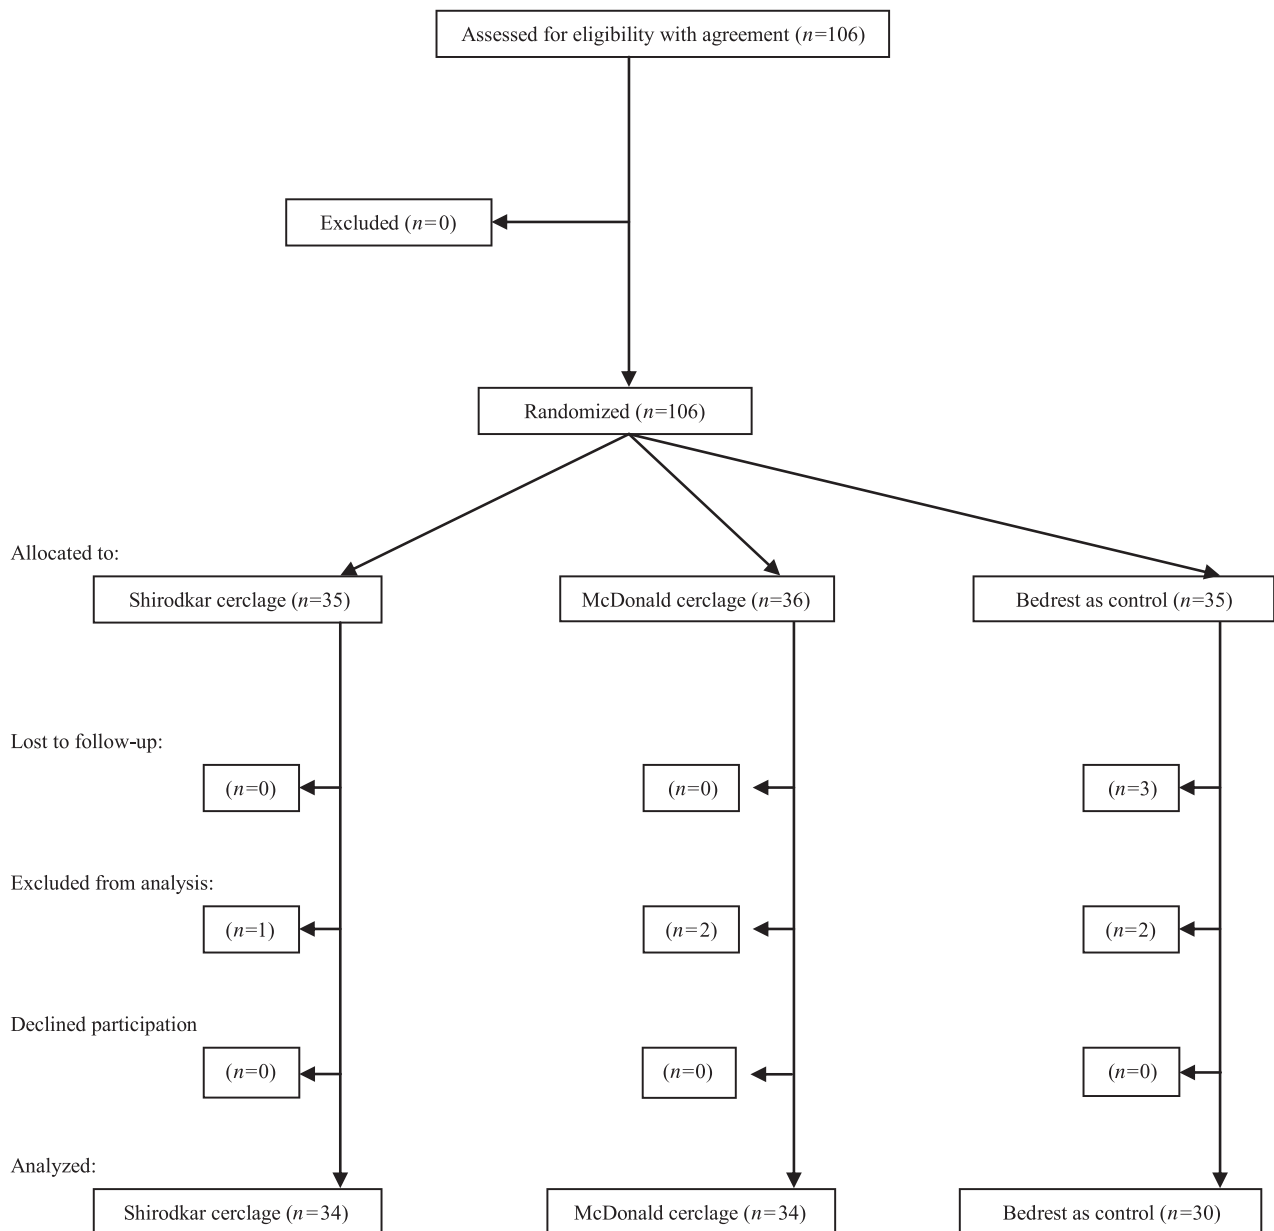 Assessed for eligibility with agreement (n=106)
Excluded (n=0)
Randomized (n=106)
Allocated to:
Shirodkar cerclage (n=35)
McDonald cerclage (n=36)
Bedrest as control (n=35)
Lost to follow-up:
(n=0)
(n=0)
(n=3)
Excluded from analysis:
(n=1)
(n=2)
(n=2)
Declined participation
(n=0)
(n=0)
(n=0)
Analyzed:
Shirodkar cerclage (n=34)
McDonald cerclage (n=34)
Bedrest as control (n=30)